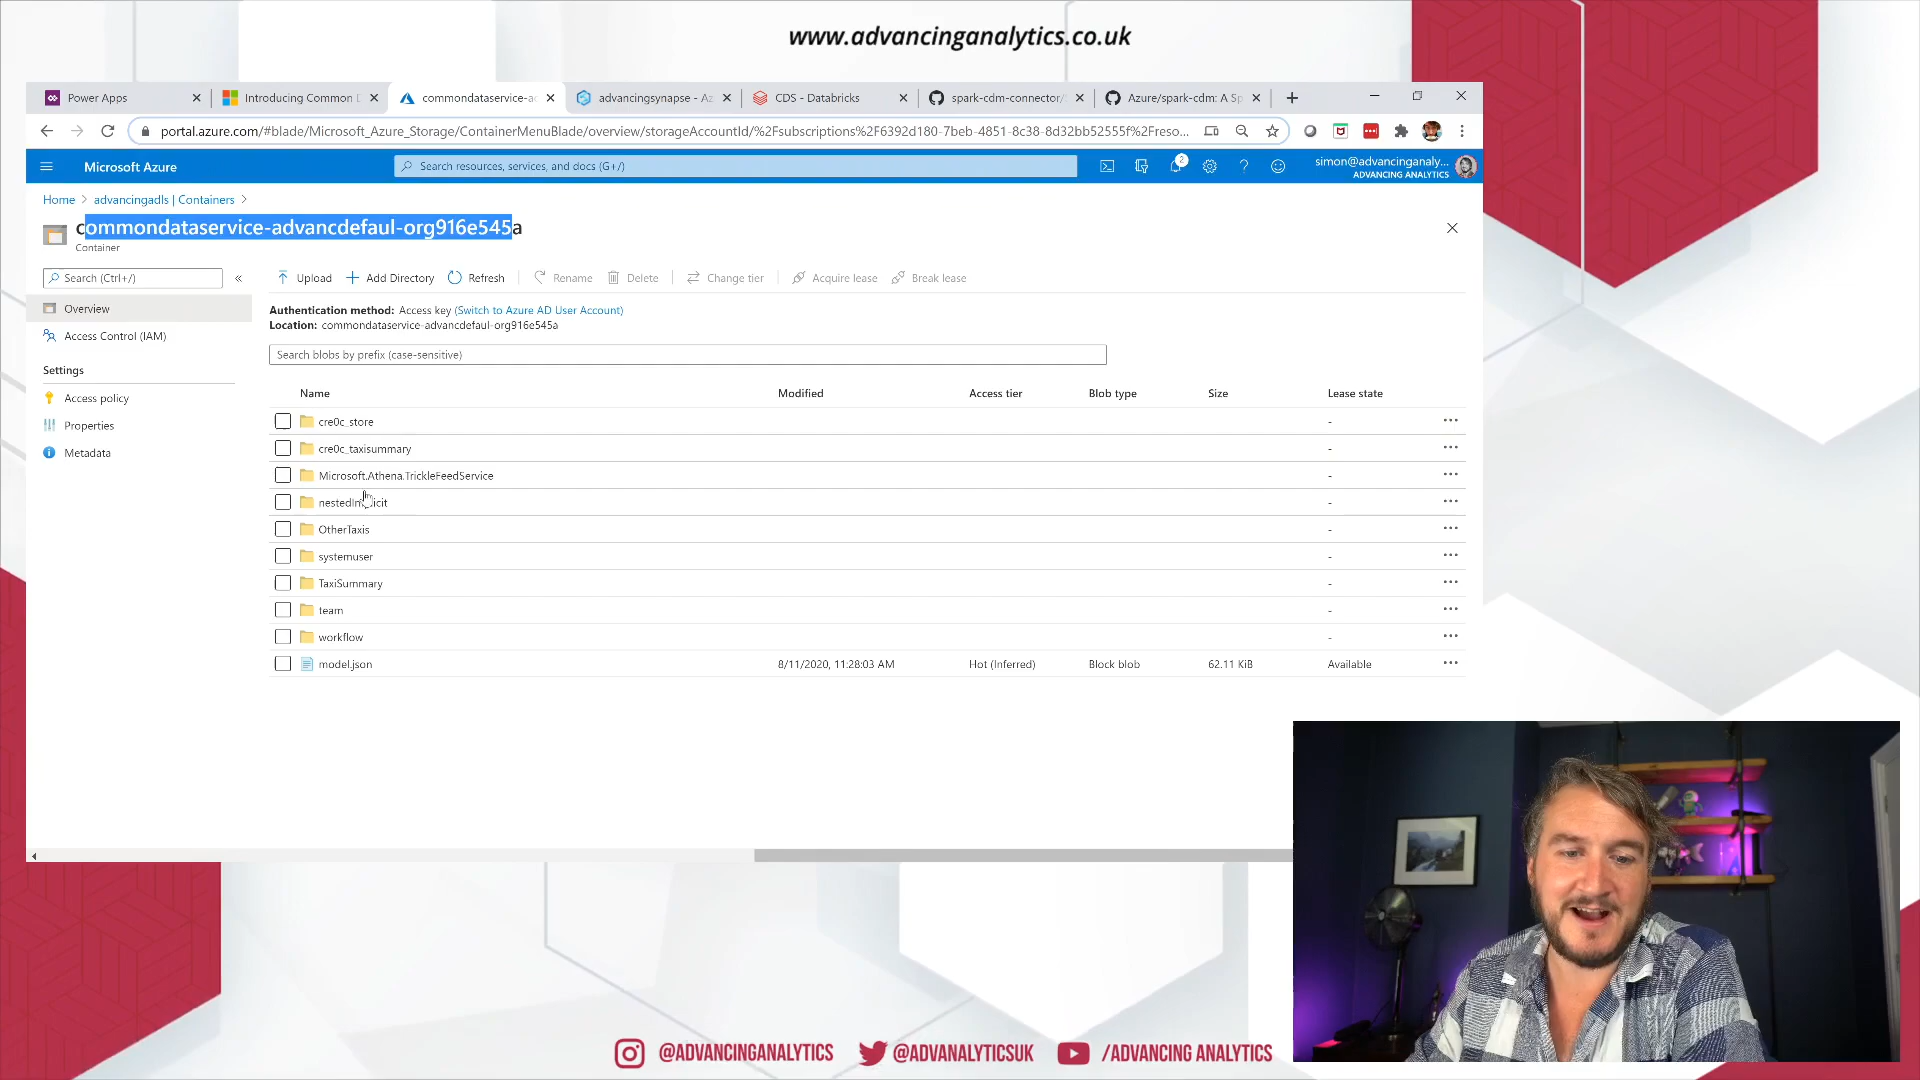 www.advancinganalytics.co.uk
Power Apps
Introducing Common D
commondataservice-ad
advancingsynapse - Az
CDS - Databricks
spark-cdm-connector/
Azure/spark-cdm: A Sp
portal.azure.com/#blade/Microsoft_Azure_Storage/ContainerMenuBlade/overview/storageAccountId/%2Fsubscriptions%2F6392d180-7beb-4851-8c38-8d32bb52555f%2Freso...
Microsoft Azure
Search resources, services, and docs (G+/)
2
simon@advancinganaly...
ADVANCING ANALYTICS
Home > advancingadls | Containers >
commondataservice-advancdefaul-org916e545a
Container
Search (Ctrl+/)
«
Upload
Add Directory
Refresh
Rename
Delete
Change tier
Acquire lease
Break lease
Overview
Access Control (IAM)
Settings
Access policy
Properties
Metadata
Authentication method: Access key (Switch to Azure AD User Account)
Location: commondataservice-advancdefaul-org916e545a
Search blobs by prefix (case-sensitive)
Name Modified Access tier Blob type Size Lease state
cre0c_store -
cre0c_taxisummary -
Microsoft.Athena.TrickleFeedService -
-
OtherTaxis -
systemuser -
TaxiSummary -
team -
workflow -
model.json 8/11/2020, 11:28:03 AM Hot (Inferred) Block blob 62.11 KiB Available
@ADVANCINGANALYTICS
@ADVANALYTICSUK
/ADVANCING ANALYTICS